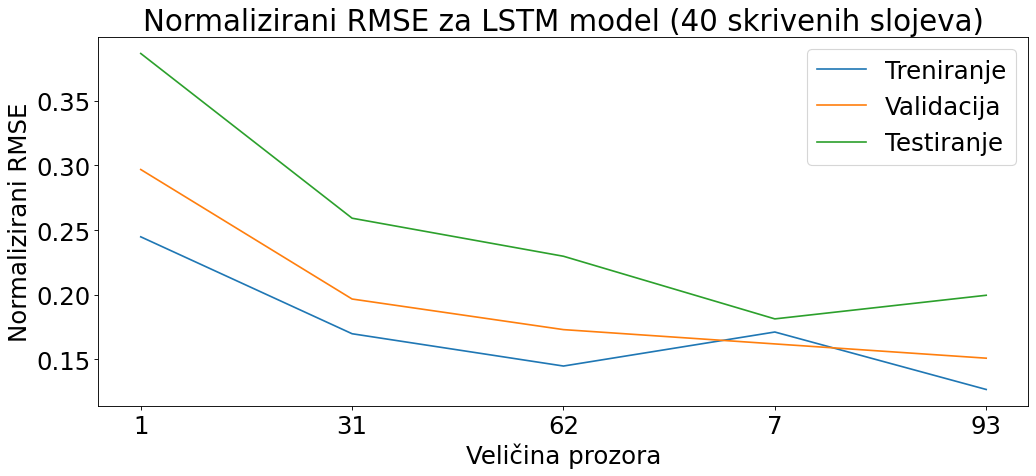 Normalizirani RMSE za LSTM model (40 skrivenih slojeva)
Treniranje
Validacija
Testiranje
Normalizirani RMSE
0.35
0.30
0.25
0.20
0.15
1 31 62 7 93
Veličina prozora